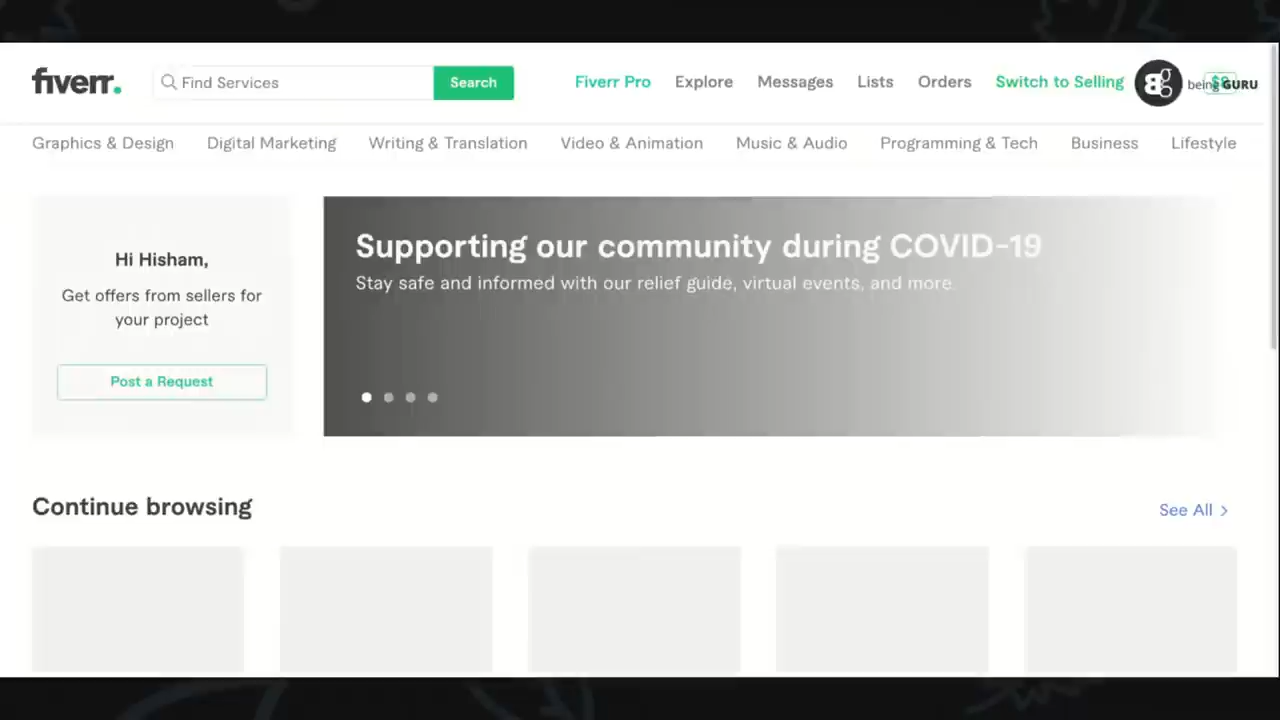 fiverr.
Find Services
Search
Fiverr Pro
Explore
Messages
Lists
Orders
Switch to Selling
being GURU
Graphics & Design
Digital Marketing
Writing & Translation
Video & Animation
Music & Audio
Programming & Tech
Business
Lifestyle
Hi Hisham,
Get offers from sellers for
your project
Post a Request
Supporting our community during COVID-19
Stay safe and informed with our relief guide, virtual events, and more.
Continue browsing
See All >